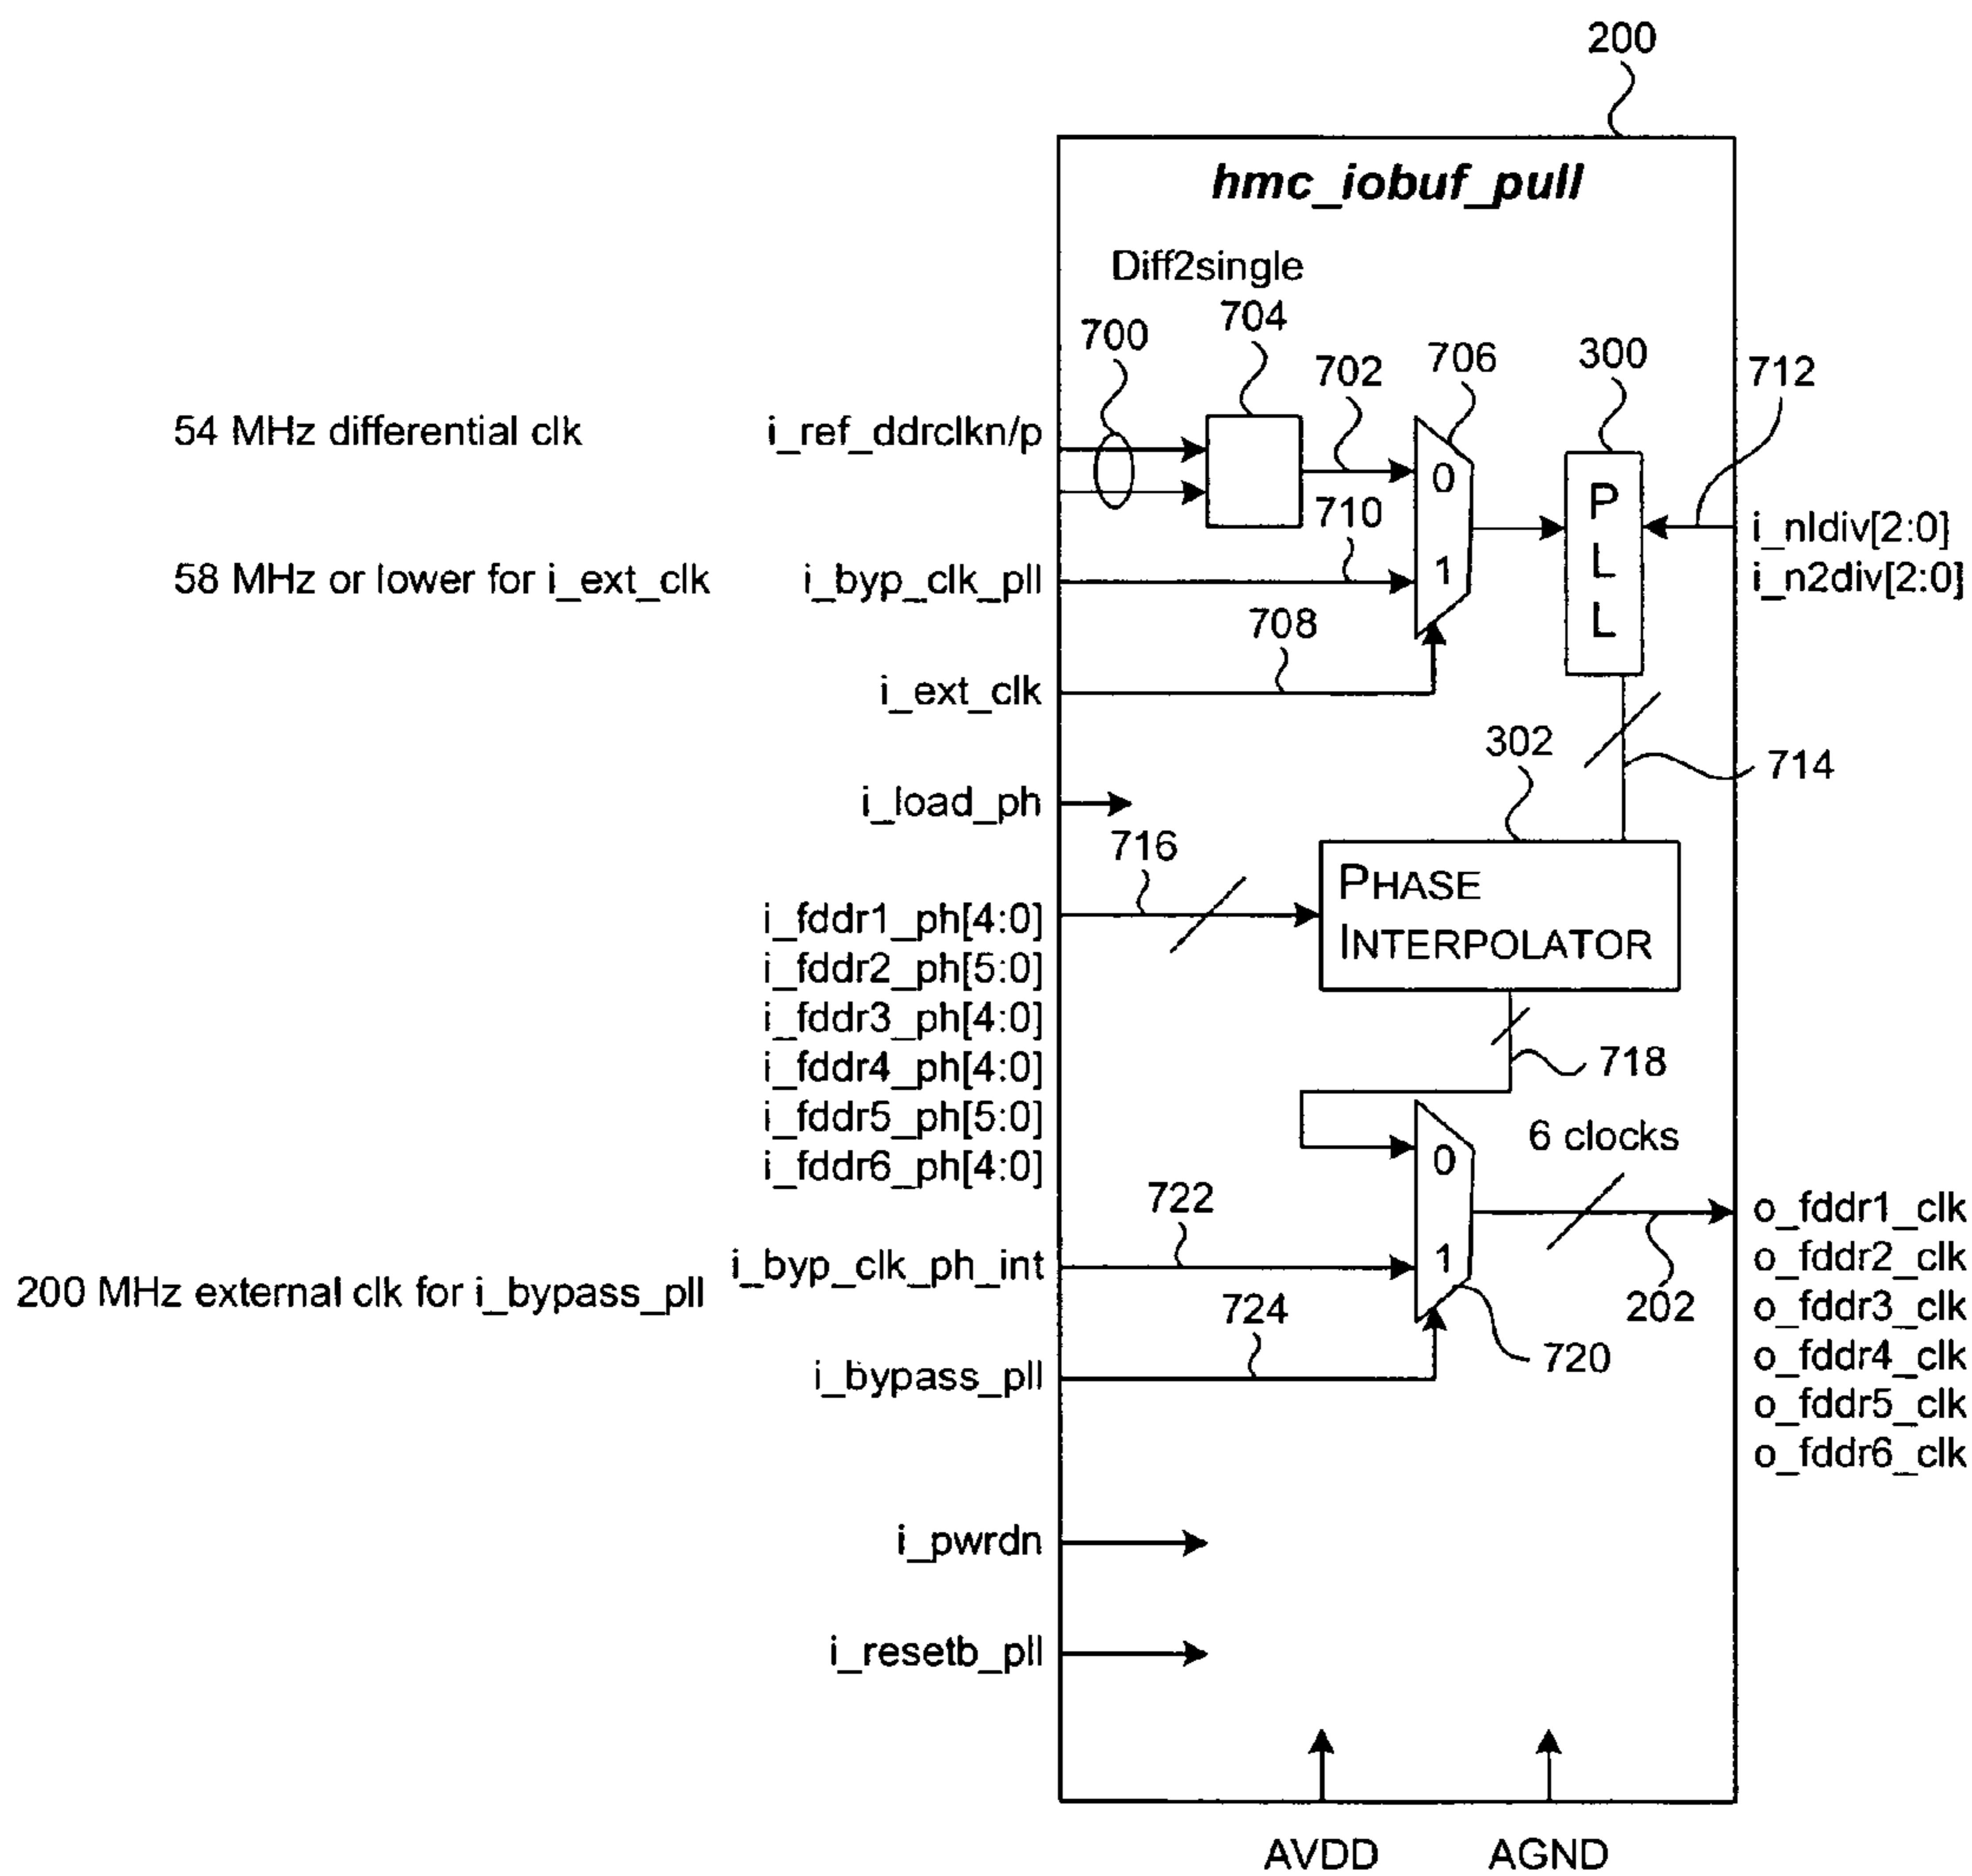 200
hmc_iobuf_pull
Diff2single
704
700
702
706
300
712
54 MHz differential clk
i_ref_ddrclkn/p
0
710
P
L
L
i_nldiv[2:0]
i_n2div[2:0]
58 MHz or lower for i_ext_clk
i_byp_clk_pll
1
708
i_ext_clk
302
714
i_load_ph
716
PHASE
INTERPOLATOR
i_fddr1_ph[4:0]
i_fddr2_ph[5:0]
i_fddr3_ph[4:0]
i_fddr4_ph[4:0]
i_fddr5_ph[5:0]
i_fddr6_ph[4:0]
718
0
6 clocks
722
i_byp_clk_ph_int
1
200 MHz external clk for i_bypass_pll
724
202
720
o_fddr1_clk
o_fddr2_clk
o_fddr3_clk
o_fddr4_clk
o_fddr5_clk
o_fddr6_clk
i_bypass_pll
i_pwrdn
i_resetb_pll
AVDD
AGND